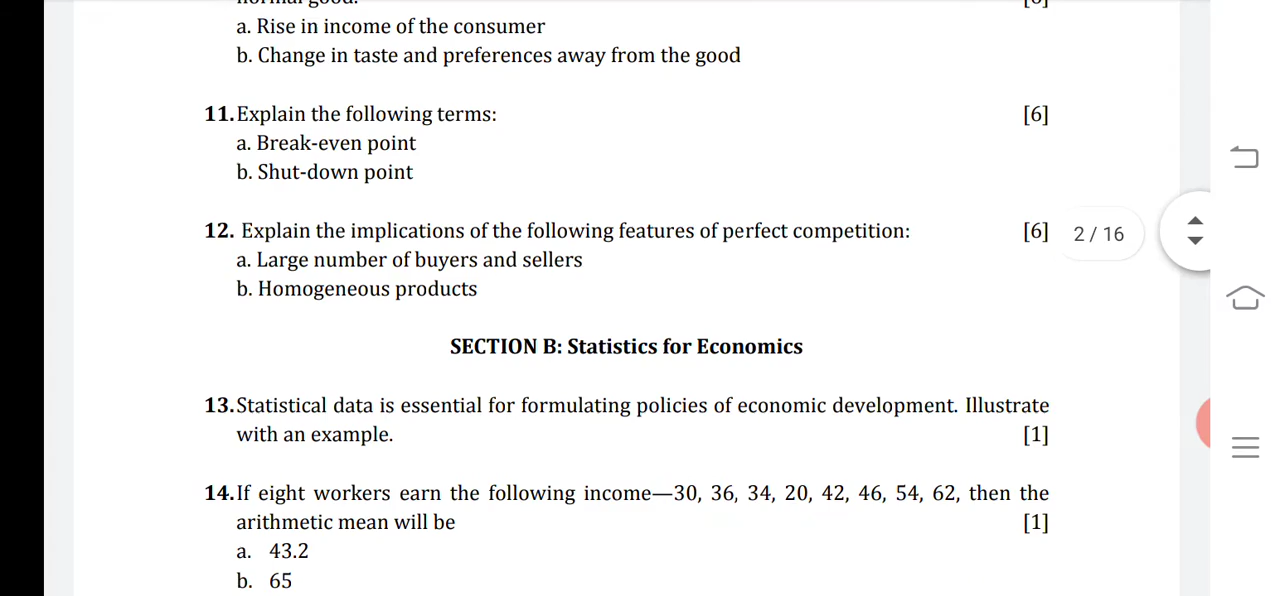 a. Rise in income of the consumer
b. Change in taste and preferences away from the good
11. Explain the following terms: [6]
a. Break-even point
b. Shut-down point
12. Explain the implications of the following features of perfect competition: [6] 2 / 16
a. Large number of buyers and sellers
b. Homogeneous products
SECTION B: Statistics for Economics
13. Statistical data is essential for formulating policies of economic development. Illustrate
with an example. [1]
14. If eight workers earn the following income—30, 36, 34, 20, 42, 46, 54, 62, then the
arithmetic mean will be [1]
a. 43.2
b. 65